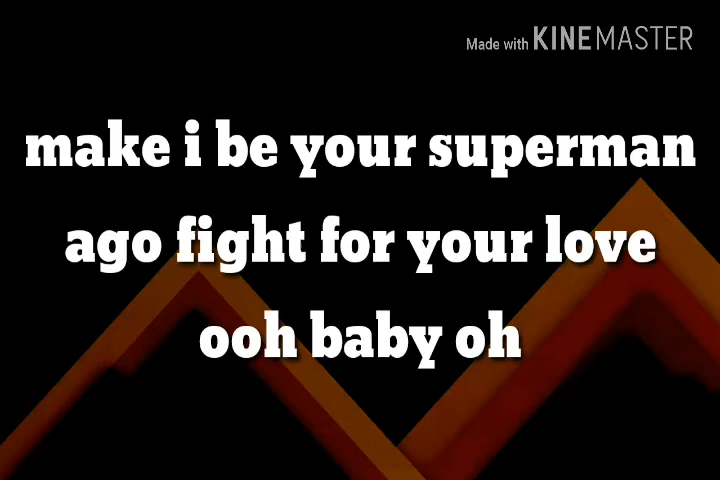 Made with KINEMASTER
make i be your superman
ago fight for your love
ooh baby oh